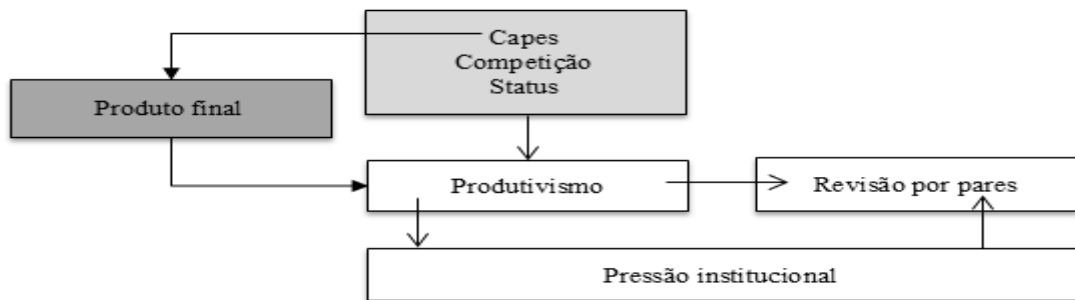 Capes
Competição
Status
Produto final
Produtivismo
Revisão por pares
Pressão institucional